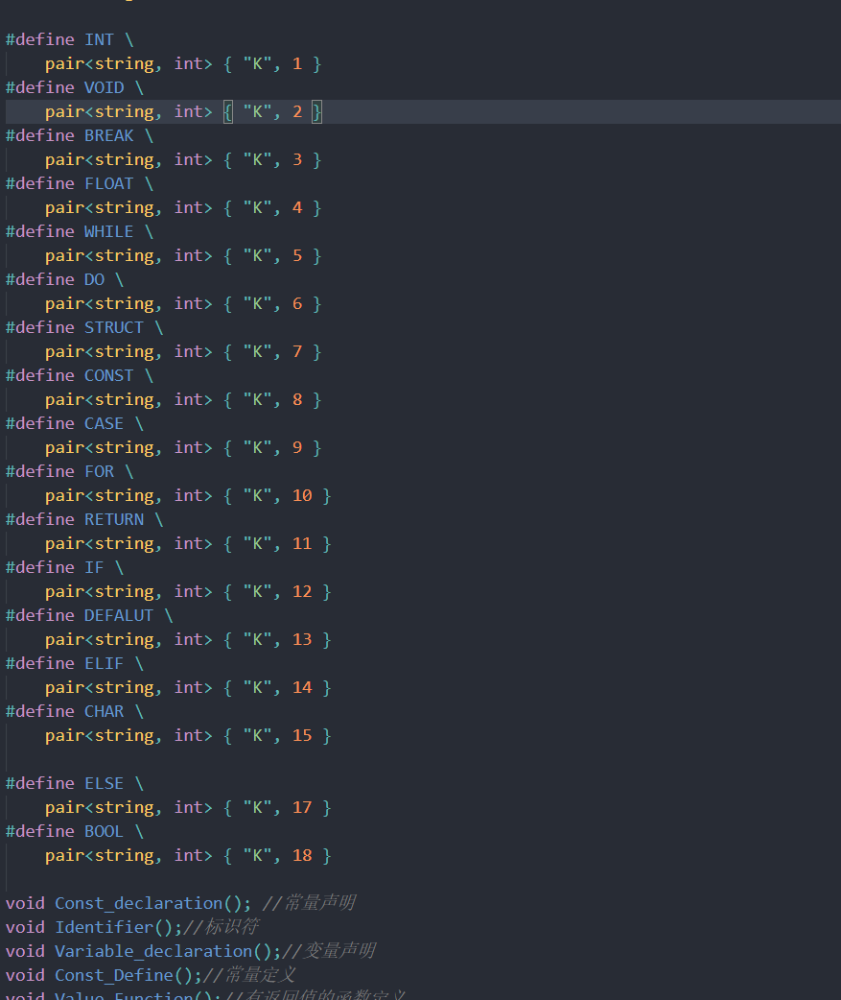 #define INT \
pair<string, int> { "K", 1 }
#define VOID \
pair<string, int> { "K", 2 }
#define BREAK \
pair<string, int> { "K", 3 }
#define FLOAT \
pair<string, int> { "K", 4 }
#define WHILE \
pair<string, int> { "K", 5 }
#define DO \
pair<string, int> { "K", 6 }
#define STRUCT \
pair<string, int> { "K", 7 }
#define CONST \
pair<string, int> { "K", 8 }
#define CASE \
pair<string, int> { "K", 9 }
#define FOR \
pair<string, int> { "K", 10 }
#define RETURN \
pair<string, int> { "K", 11 }
#define IF \
pair<string, int> { "K", 12 }
#define DEFALUT \
pair<string, int> { "K", 13 }
#define ELIF \
pair<string, int> { "K", 14 }
#define CHAR \
pair<string, int> { "K", 15 }
#define ELSE \
pair<string, int> { "K", 17 }
#define BOOL \
pair<string, int> { "K", 18 }
void Const_declaration(); //常量声明
void Identifier();//标识符
void Variable_declaration();//变量声明
void Const_Define();//常量定义
void Value_Function();//有返回值的函数定义